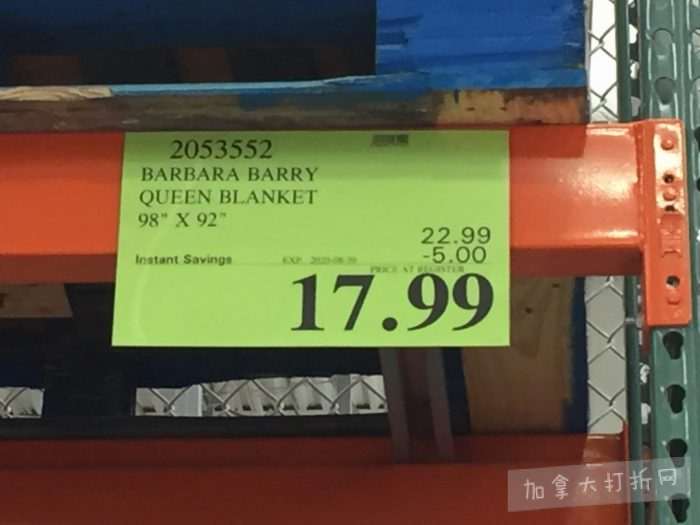 2053552
BARBARA BARRY
QUEEN BLANKET
98" X 92"
22.99
Instant Savings EXP. -5.00
PRICE AT REGISTER
17.99
加拿大打折网